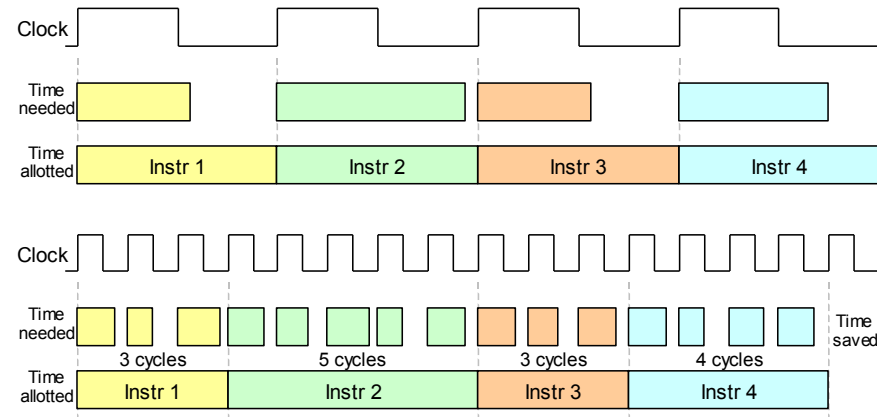 Clock
Time
needed
Time
allotted
Instr 1
Instr 2
Instr 3
Instr 4
Clock
Time
needed
Time
saved
3 cycles
5 cycles
3 cycles
4 cycles
Time
allotted
Instr 1
Instr 2
Instr 3
Instr 4